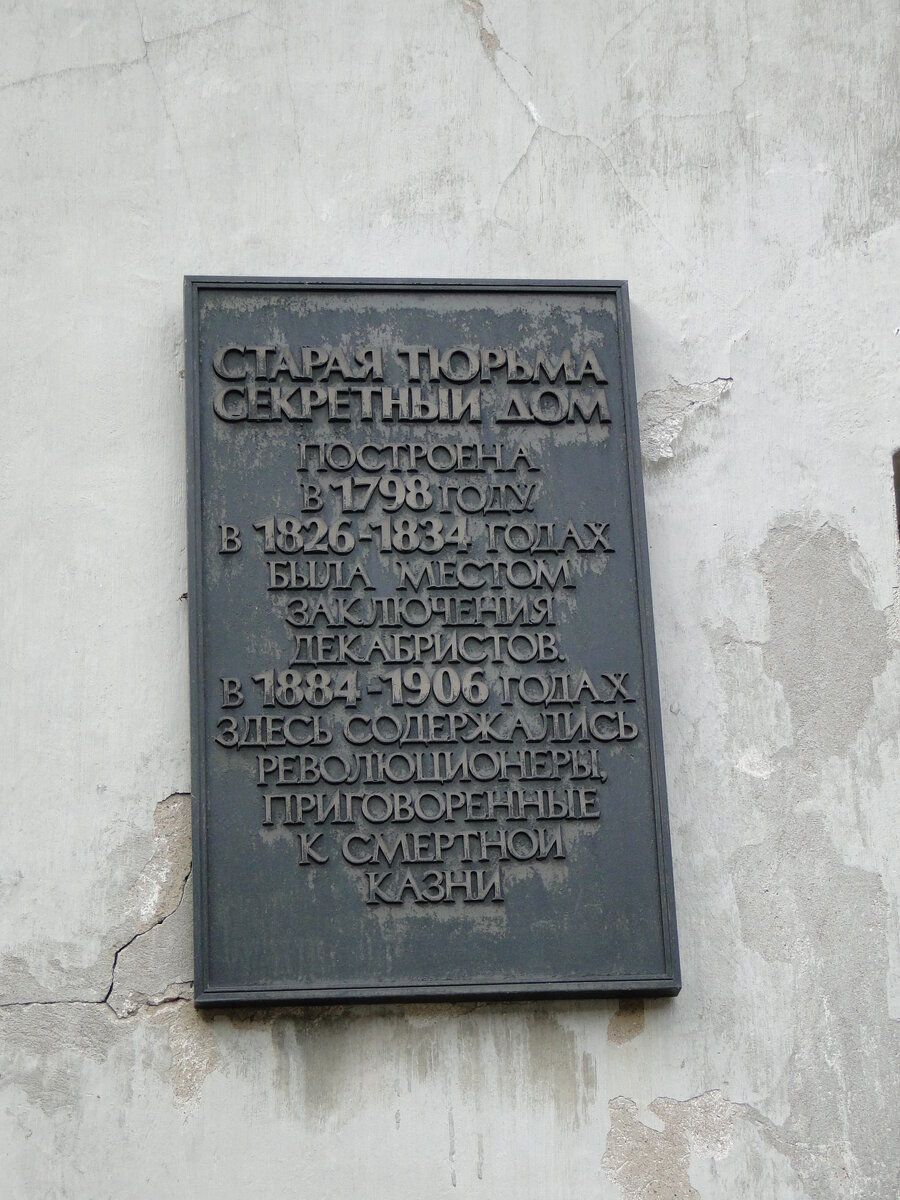 СТАРАЯ ТЮРЬМА
СЕКРЕТНЫЙ ДОМ
ПОСТРОЕНА
В 1798 ГОДУ.
В 1826-1834 ГОДАХ
БЫЛА МЕСТОМ
ЗАКЛЮЧЕНИЯ
ДЕКАБРИСТОВ.
В 1884-1906 ГОДАХ
ЗДЕСЬ СОДЕРЖАЛИСЬ
РЕВОЛЮЦИОНЕРЫ,
ПРИГОВОРЕННЫЕ
К СМЕРТНОЙ
КАЗНИ